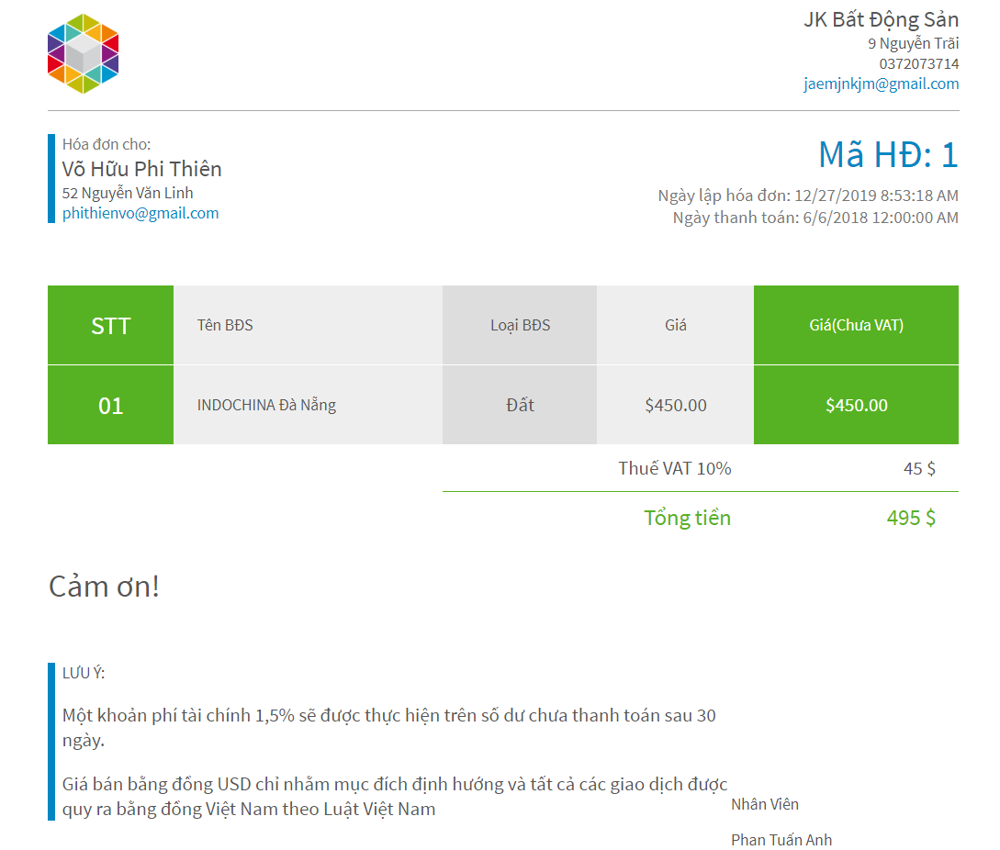 JK Bất Động Sản
9 Nguyễn Trãi
0372073714
jaemjnkjm@gmail.com
Hóa đơn cho:
Võ Hữu Phi Thiên
52 Nguyễn Văn Linh
phithienvo@gmail.com
Mã HĐ: 1
Ngày lập hóa đơn: 12/27/2019 8:53:18 AM
Ngày thanh toán: 6/6/2018 12:00:00 AM
STT Tên BĐS Loại BĐS Giá Giá(Chưa VAT)
01 INDOCHINA Đà Nẵng Đất $450.00 $450.00
Thuế VAT 10% 45 $
Tổng tiền 495 $
Cảm ơn!
LƯU Ý:
Một khoản phí tài chính 1,5% sẽ được thực hiện trên số dư chưa thanh toán sau 30
ngày.
Giá bán bằng đồng USD chỉ nhằm mục đích định hướng và tất cả các giao dịch được
quy ra bằng đồng Việt Nam theo Luật Việt Nam
Nhân Viên
Phan Tuấn Anh